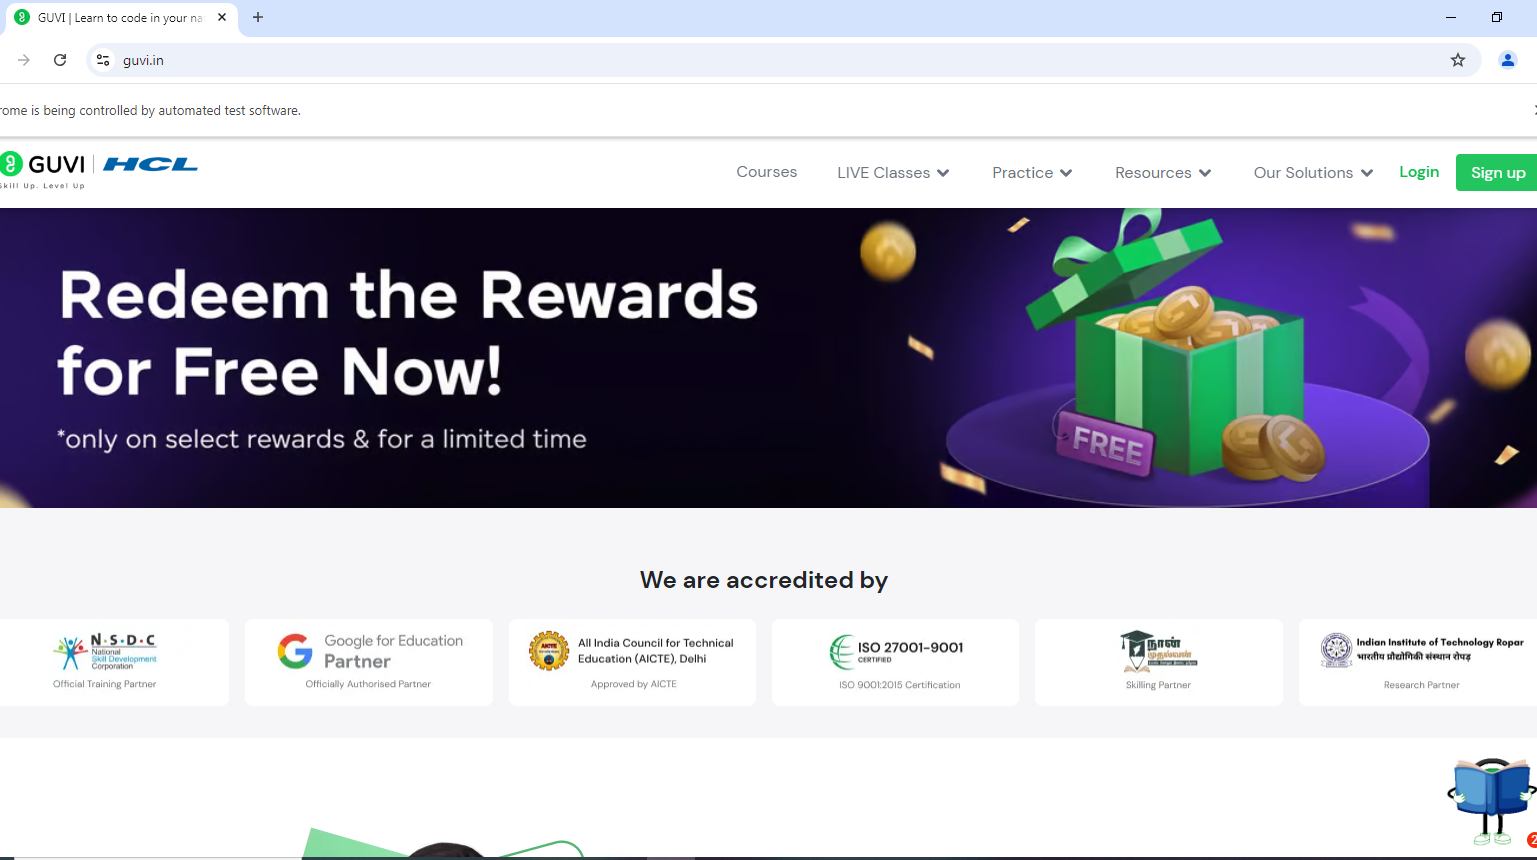 GUVI | Learn to code in your na
guvi.in
rome is being controlled by automated test software.
GUVI HCL
Skill Up. Level Up
Courses LIVE Classes Practice Resources Our Solutions Login Sign up
Redeem the Rewards
for Free Now!
*only on select rewards & for a limited time
FREE
We are accredited by
N·S·D·C
National
Skill Development
Corporation
Official Training Partner
Google for Education
Partner
Officially Authorised Partner
AICTE
All India Council for Technical
Education (AICTE), Delhi
Approved by AICTE
ISO 27001-9001
CERTIFIED
ISO 9001:2015 Certification
நான்
முதல்வன்
Skilling Partner
Indian Institute of Technology Ropar
भारतीय प्रौद्योगिकी संस्थान रोपड़
Research Partner
2